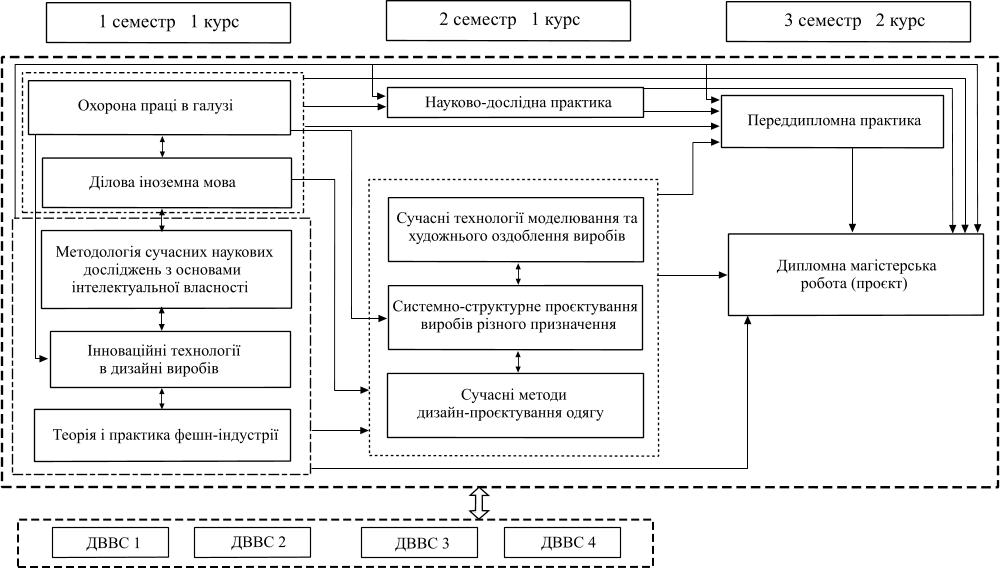 1 семестр 1 курс
2 семестр 1 курс
3 семестр 2 курс
Охорона праці в галузі
Ділова іноземна мова
Методологія сучасних наукових
досліджень з основами
інтелектуальної власності
Інноваційні технології
в дизайні виробів
Теорія і практика фешн-індустрії
Науково-дослідна практика
Сучасні технології моделювання та
художнього оздоблення виробів
Системно-структурне проєктування
виробів різного призначення
Сучасні методи
дизайн-проєктування одягу
Переддипломна практика
Дипломна магістерська
робота (проєкт)
ДВВС 1
ДВВС 2
ДВВС 3
ДВВС 4